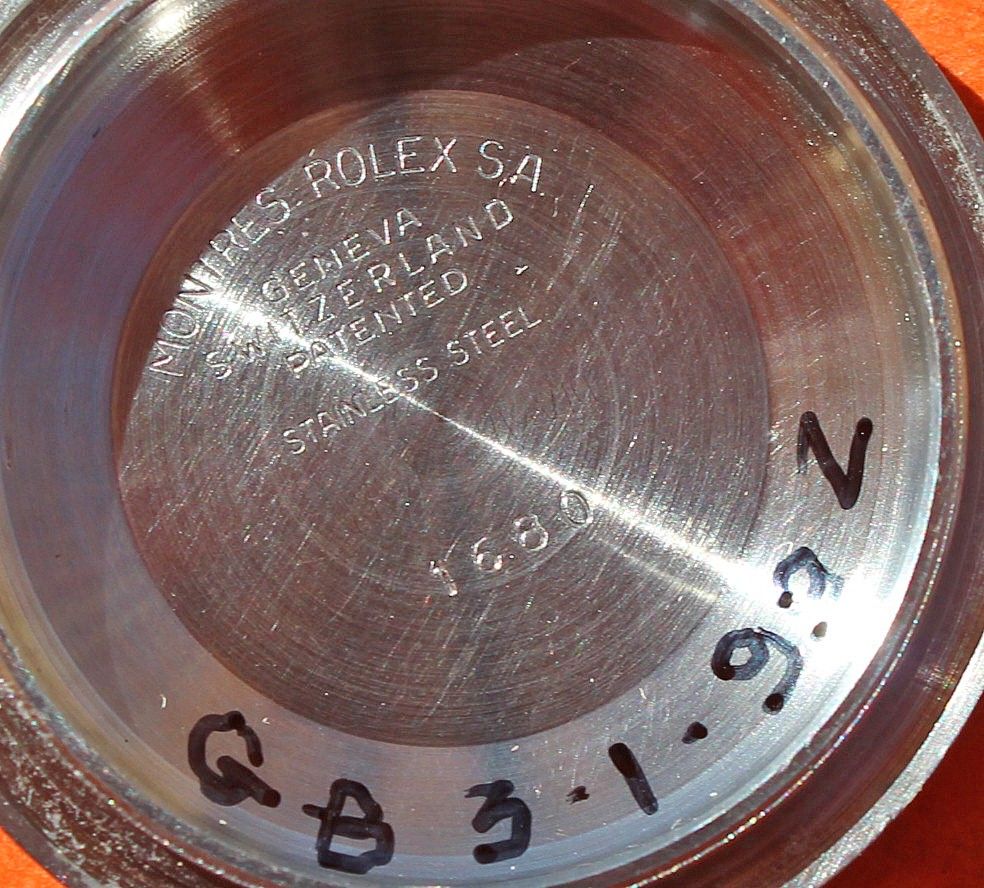 MONTRES ROLEX S.A.
GENEVA
SWITZERLAND
PATENTED
STAINLESS STEEL
1680
GB 3.1.93 N